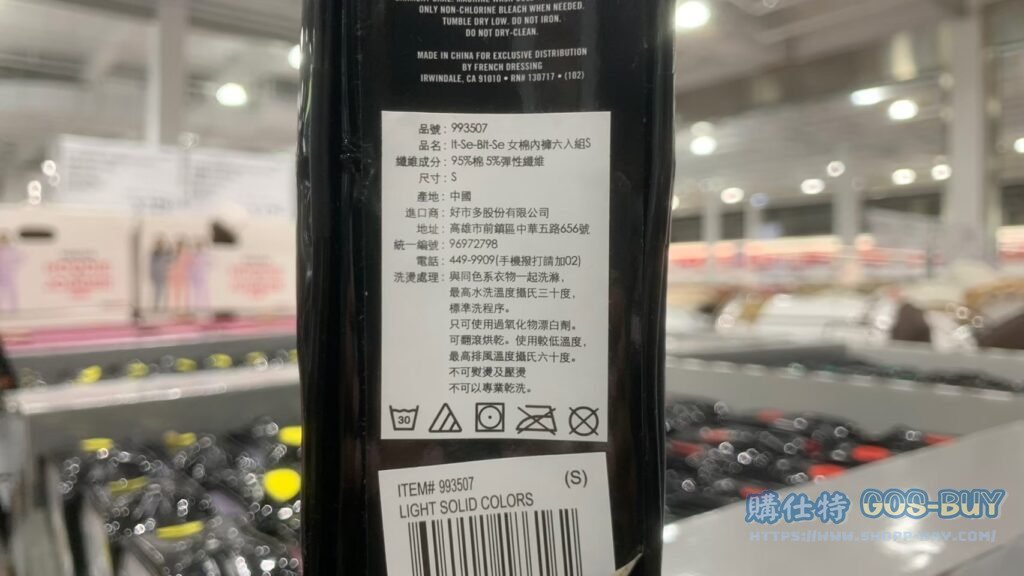 ONLY NON-CHLORINE BLEACH WHEN NEEDED.
TUMBLE DRY LOW. DO NOT IRON.
DO NOT DRY-CLEAN.
MADE IN CHINA FOR EXCLUSIVE DISTRIBUTION
BY FRENCH DRESSING
IRWINDALE, CA 91010 • RN# 130717 • (102)
品號：993507
品名：It-Se-Bit-Se 女棉內褲六入組S
纖維成分：95%棉 5%彈性纖維
尺寸：S
產地：中國
進口商：好市多股份有限公司
地址：高雄市前鎮區中華五路656號
統一編號：96972798
電話：449-9909(手機撥打請加02)
洗燙處理：與同色系衣物一起洗滌，
最高水洗溫度攝氏三十度，
標準洗程序。
只可使用過氧化物漂白劑。
可翻滾烘乾。使用較低溫度，
最高排風溫度攝氏六十度。
不可熨燙及壓燙
不可以專業乾洗。
30
ITEM# 993507 (S)
LIGHT SOLID COLORS
購仕特 GOS-BUY